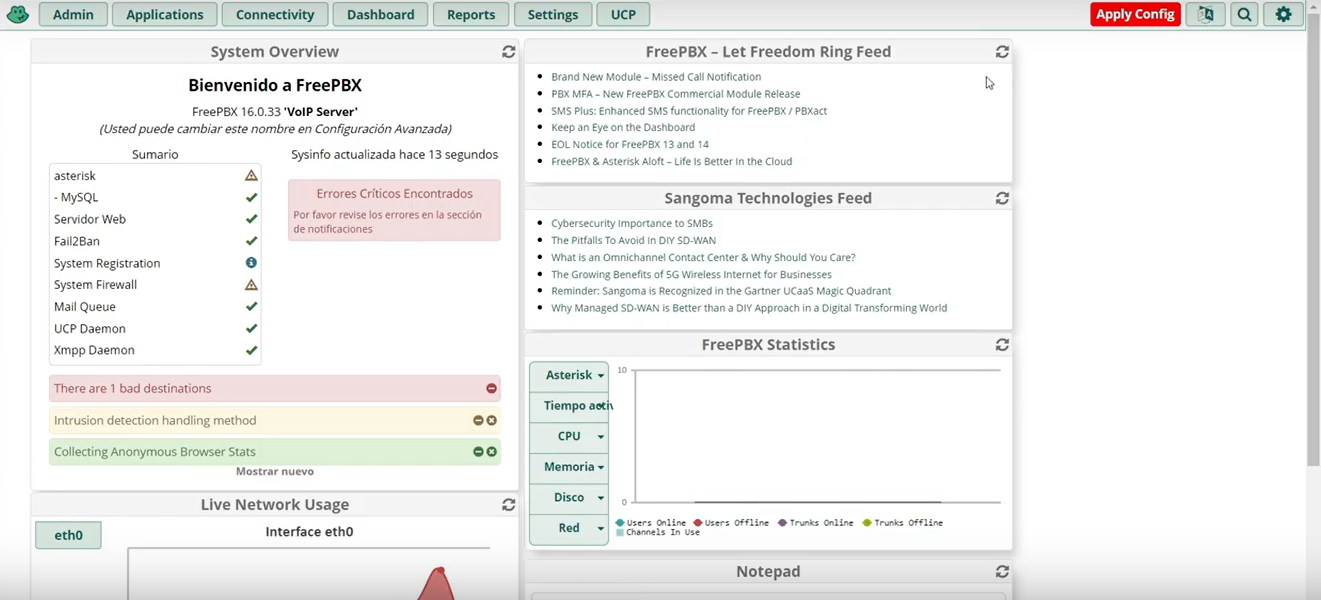 Admin
Applications
Connectivity
Dashboard
Reports
Settings
UCP
Apply Config
System Overview
Bienvenido a FreePBX
FreePBX 16.0.33 'VoIP Server'
(Usted puede cambiar este nombre en Configuración Avanzada)
Sumario
Sysinfo actualizada hace 13 segundos
asterisk
- MySQL
Servidor Web
Fail2Ban
System Registration
System Firewall
Mail Queue
UCP Daemon
Xmpp Daemon
Errores Críticos Encontrados
Por favor revise los errores en la sección
de notificaciones
There are 1 bad destinations
Intrusion detection handling method
Collecting Anonymous Browser Stats
Mostrar nuevo
Live Network Usage
eth0
Interface eth0
FreePBX – Let Freedom Ring Feed
Brand New Module – Missed Call Notification
PBX MFA – New FreePBX Commercial Module Release
SMS Plus: Enhanced SMS functionality for FreePBX / PBXact
Keep an Eye on the Dashboard
EOL Notice for FreePBX 13 and 14
FreePBX & Asterisk Aloft – Life Is Better In the Cloud
Sangoma Technologies Feed
Cybersecurity Importance to SMBs
The Pitfalls To Avoid In DIY SD-WAN
What is an Omnichannel Contact Center & Why Should You Care?
The Growing Benefits of 5G Wireless Internet for Businesses
Reminder: Sangoma is Recognized in the Gartner UCaaS Magic Quadrant
Why Managed SD-WAN is Better than a DIY Approach in a Digital Transforming World
FreePBX Statistics
Asterisk
Tiempo activ
CPU
Memoria
Disco
Red
10
0
Users Online
Users Offline
Trunks Online
Trunks Offline
Channels In Use
Notepad